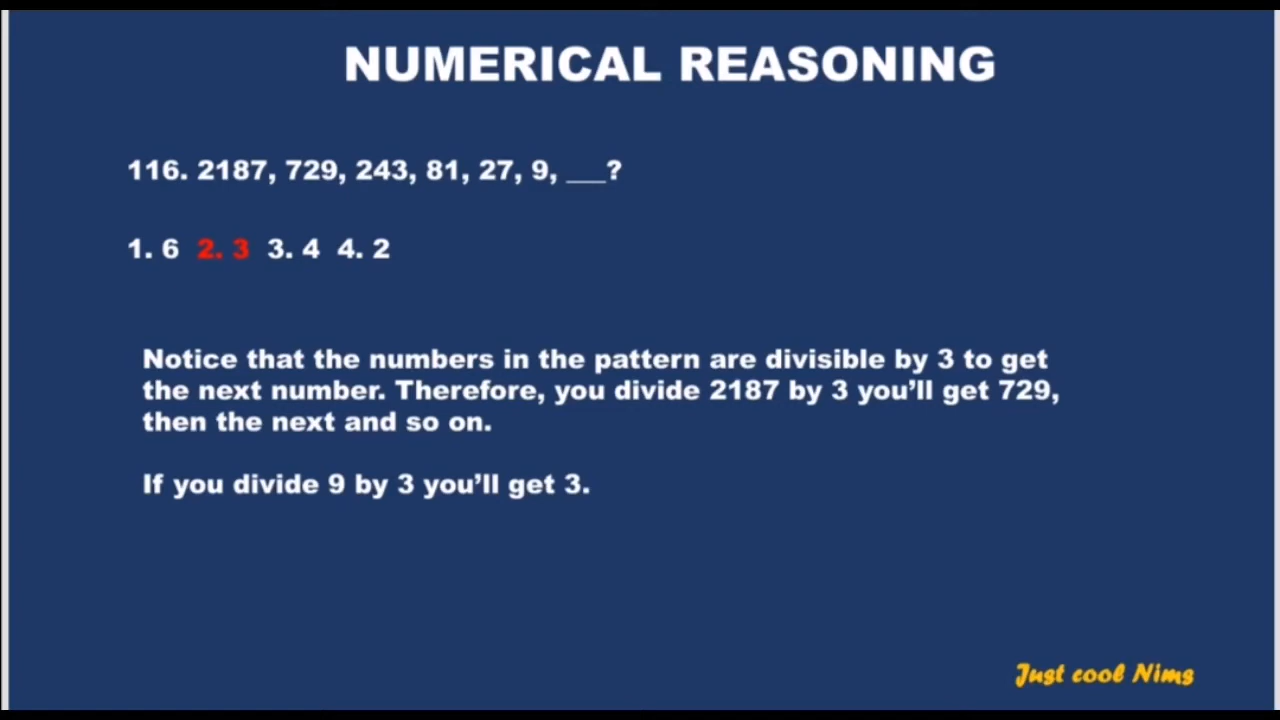 NUMERICAL REASONING
116. 2187, 729, 243, 81, 27, 9, ___?
1. 6  2. 3  3. 4  4. 2
Notice that the numbers in the pattern are divisible by 3 to get
the next number. Therefore, you divide 2187 by 3 you’ll get 729,
then the next and so on.
If you divide 9 by 3 you’ll get 3.
Just cool Nims